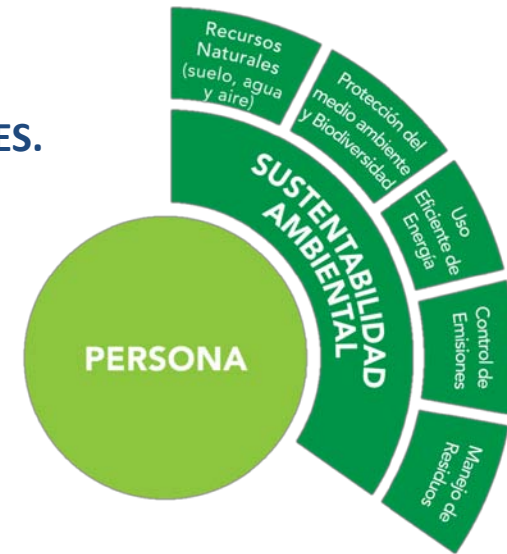 ES.
Recursos
Naturales
(suelo, agua
y aire)
Protección del
medio ambiente
y Biodiversidad
Uso
Eficiente de
Energía
Control de
Emisiones
Manejo de
Residuos
SUSTENTABILIDAD
AMBIENTAL
PERSONA